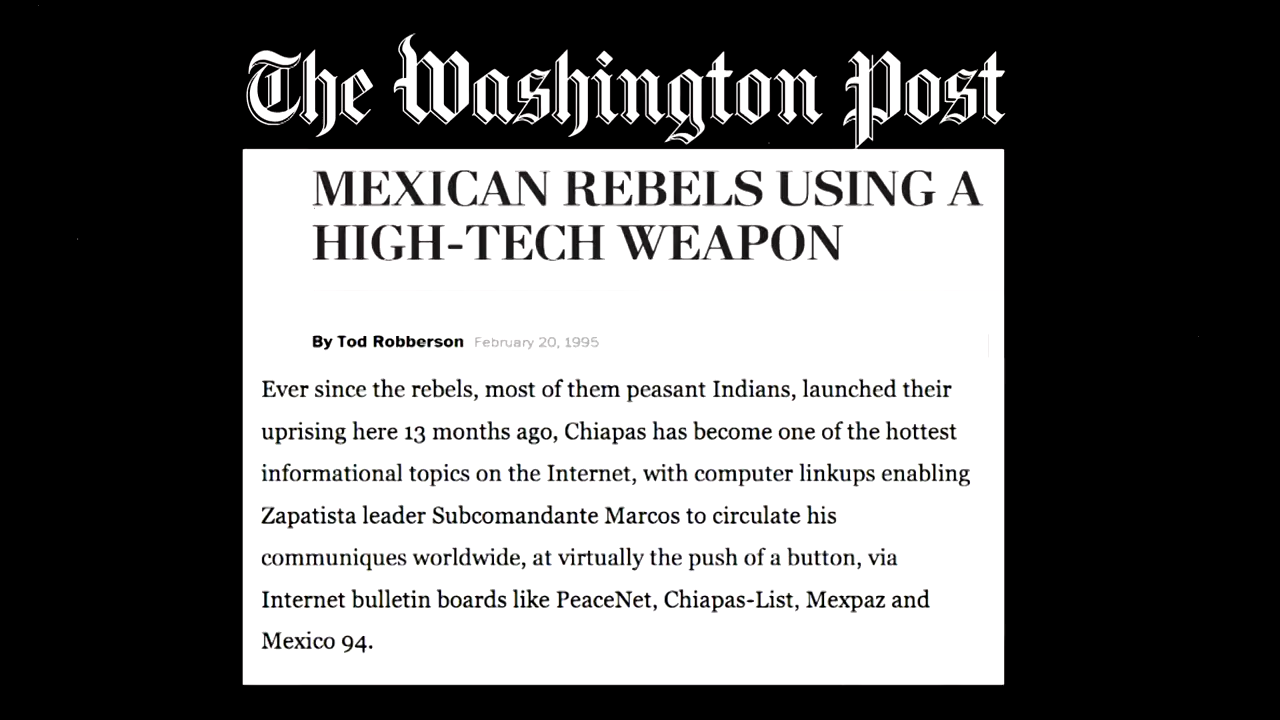 The Washington Post
MEXICAN REBELS USING A
HIGH-TECH WEAPON
By Tod Robberson February 20, 1995
Ever since the rebels, most of them peasant Indians, launched their
uprising here 13 months ago, Chiapas has become one of the hottest
informational topics on the Internet, with computer linkups enabling
Zapatista leader Subcomandante Marcos to circulate his
communiques worldwide, at virtually the push of a button, via
Internet bulletin boards like PeaceNet, Chiapas-List, Mexpaz and
Mexico 94.